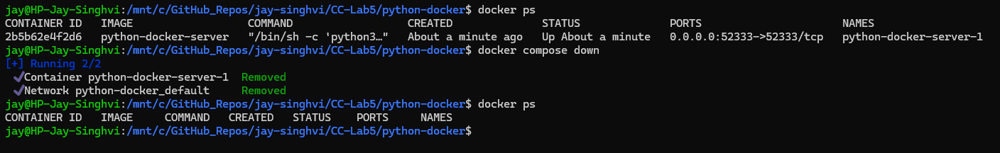 jay@HP-Jay-Singhvi:/mnt/c/GitHub_Repos/jay-singhvi/CC-Lab5/python-docker$ docker ps
CONTAINER ID   IMAGE                  COMMAND                  CREATED              STATUS              PORTS                      NAMES
2b5b62e4f2d6   python-docker-server   "/bin/sh -c 'python3…"   About a minute ago   Up About a minute   0.0.0.0:52333->52333/tcp   python-docker-server-1
jay@HP-Jay-Singhvi:/mnt/c/GitHub_Repos/jay-singhvi/CC-Lab5/python-docker$ docker compose down
[+] Running 2/2
 ✔Container python-docker-server-1  Removed
 ✔Network python-docker_default     Removed
jay@HP-Jay-Singhvi:/mnt/c/GitHub_Repos/jay-singhvi/CC-Lab5/python-docker$ docker ps
CONTAINER ID   IMAGE     COMMAND   CREATED   STATUS    PORTS     NAMES
jay@HP-Jay-Singhvi:/mnt/c/GitHub_Repos/jay-singhvi/CC-Lab5/python-docker$